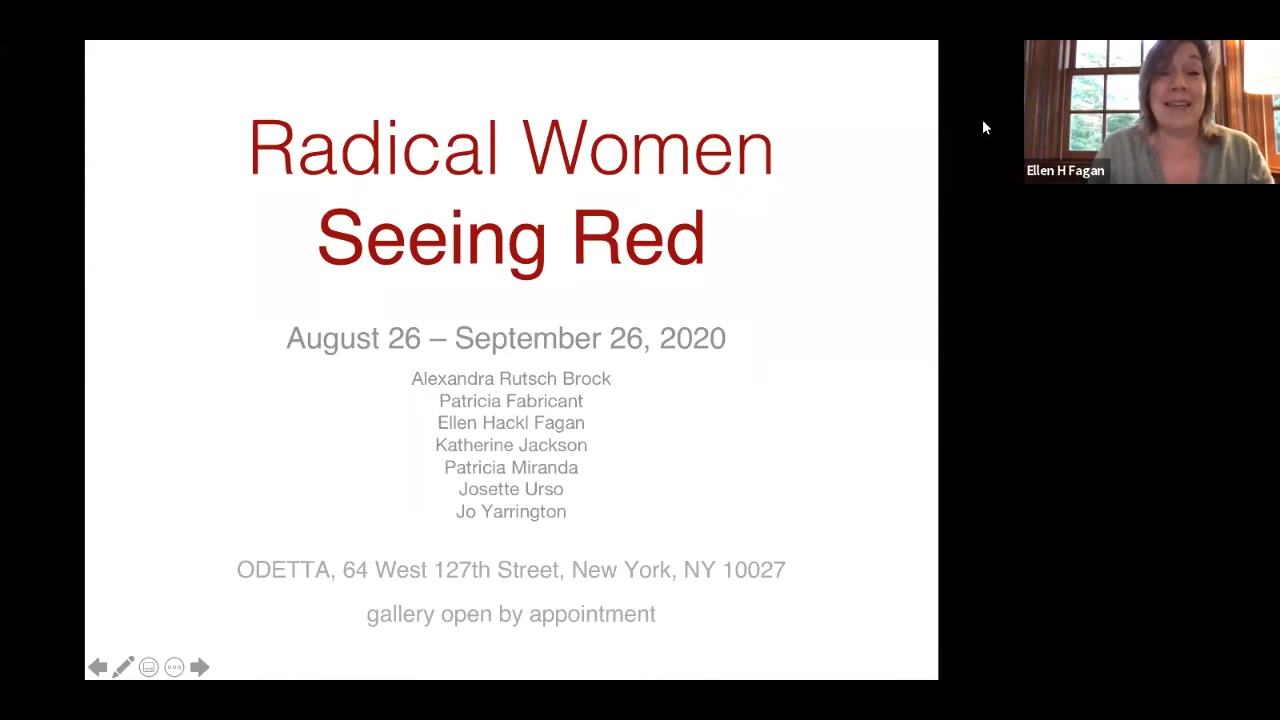 Radical Women
Seeing Red
August 26 – September 26, 2020
Alexandra Rutsch Brock
Patricia Fabricant
Ellen Hackl Fagan
Katherine Jackson
Patricia Miranda
Josette Urso
Jo Yarrington
ODETTA, 64 West 127th Street, New York, NY 10027
gallery open by appointment
Ellen H Fagan